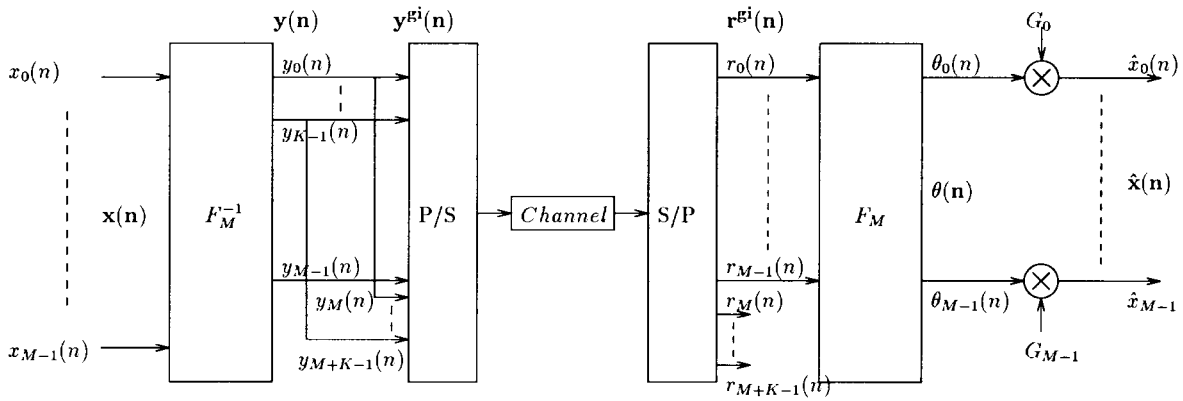 y(n)
y^gi(n)
r^gi(n)
G_0
x_0(n)
y_0(n)
r_0(n)
θ_0(n)
x̂_0(n)
y_{K−1}(n)
x(n)
F_M^{−1}
P/S
Channel
S/P
F_M
θ(n)
x̂(n)
y_{M−1}(n)
r_{M−1}(n)
y_M(n)
r_M(n)
θ_{M−1}(n)
x̂_{M−1}
x_{M−1}(n)
y_{M+K−1}(n)
r_{M+K−1}(n)
G_{M−1}